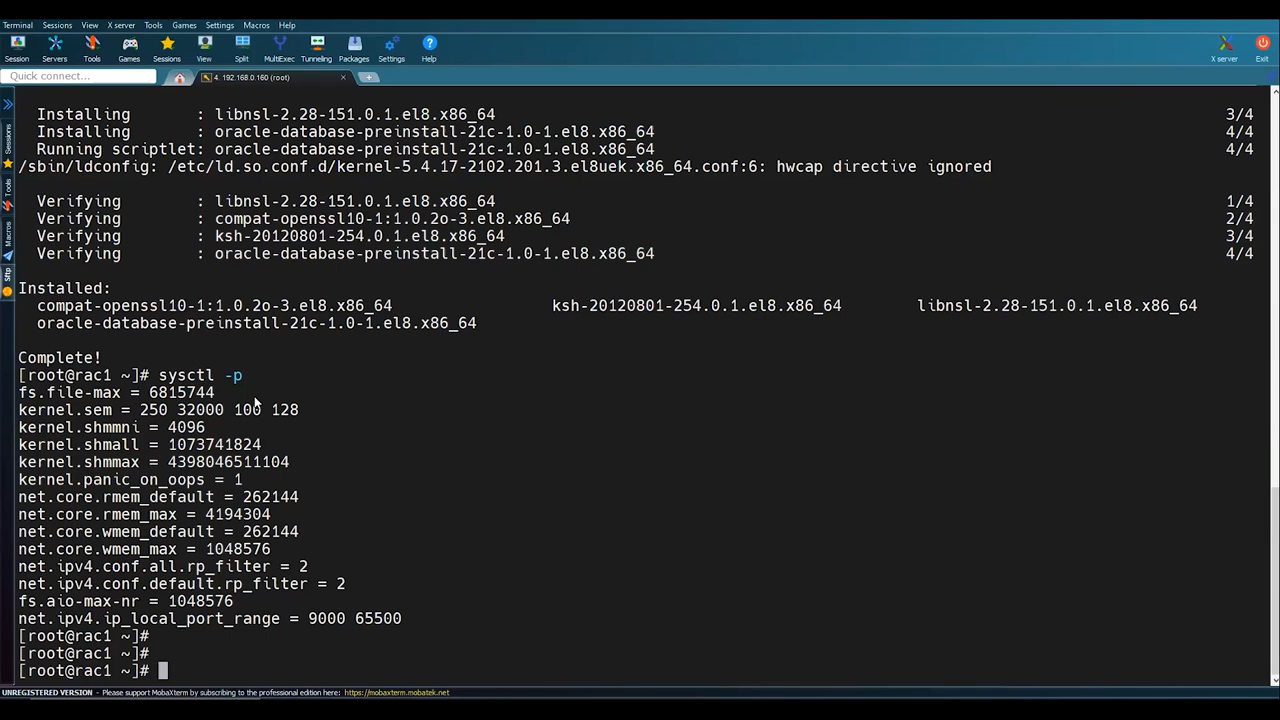 Terminal Sessions View X server Tools Games Settings Macros Help
Session Servers Tools Games Sessions View Split MultiExec Tunneling Packages Settings Help X server Exit
Quick connect... 4. 192.168.0.160 (root)
Sessions
Tools
Macros
Sftp
Installing : libnsl-2.28-151.0.1.el8.x86_64 3/4
Installing : oracle-database-preinstall-21c-1.0-1.el8.x86_64 4/4
Running scriptlet: oracle-database-preinstall-21c-1.0-1.el8.x86_64 4/4
/sbin/ldconfig: /etc/ld.so.conf.d/kernel-5.4.17-2102.201.3.el8uek.x86_64.conf:6: hwcap directive ignored
Verifying : libnsl-2.28-151.0.1.el8.x86_64 1/4
Verifying : compat-openssl10-1:1.0.2o-3.el8.x86_64 2/4
Verifying : ksh-20120801-254.0.1.el8.x86_64 3/4
Verifying : oracle-database-preinstall-21c-1.0-1.el8.x86_64 4/4
Installed:
compat-openssl10-1:1.0.2o-3.el8.x86_64 ksh-20120801-254.0.1.el8.x86_64 libnsl-2.28-151.0.1.el8.x86_64
oracle-database-preinstall-21c-1.0-1.el8.x86_64
Complete!
[root@rac1 ~]# sysctl -p
fs.file-max = 6815744
kernel.sem = 250 32000 100 128
kernel.shmmni = 4096
kernel.shmall = 1073741824
kernel.shmmax = 4398046511104
kernel.panic_on_oops = 1
net.core.rmem_default = 262144
net.core.rmem_max = 4194304
net.core.wmem_default = 262144
net.core.wmem_max = 1048576
net.ipv4.conf.all.rp_filter = 2
net.ipv4.conf.default.rp_filter = 2
fs.aio-max-nr = 1048576
net.ipv4.ip_local_port_range = 9000 65500
[root@rac1 ~]#
[root@rac1 ~]#
[root@rac1 ~]#
UNREGISTERED VERSION - Please support MobaXterm by subscribing to the professional edition here: https://mobaxterm.mobatek.net